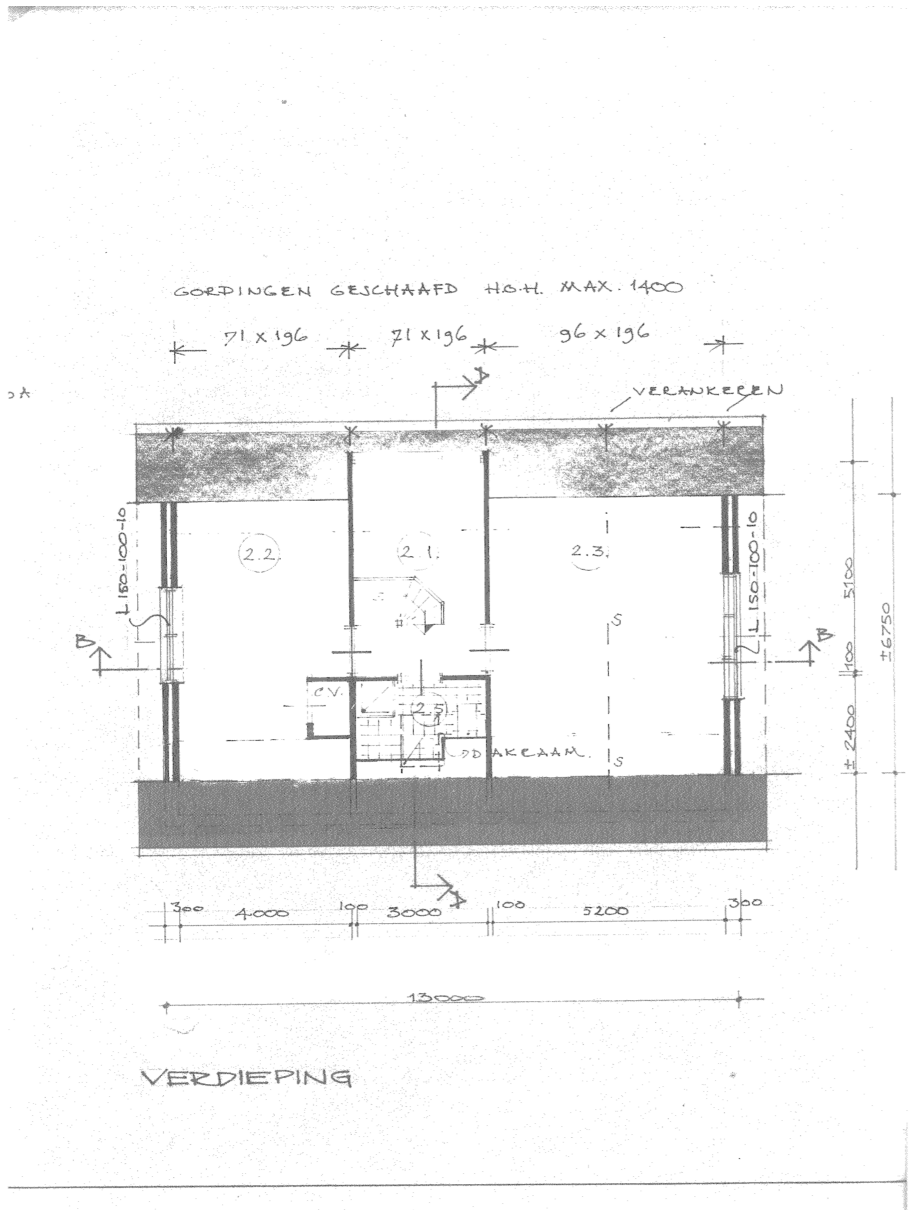 GORDINGEN GESCHAAFD H.O.H. MAX. 1400
71 x 196 71 x 196 96 x 196
A
VERANKEREN
A
L 150-100-10
L 150-100-10
2.2. 2.1. 2.3.
5100
±6750
S
B B
100
C.V.
2.5
DAKRAAM.
± 2400
S
A
300 4000 100 3000 100 5200 300
13000
VERDIEPING